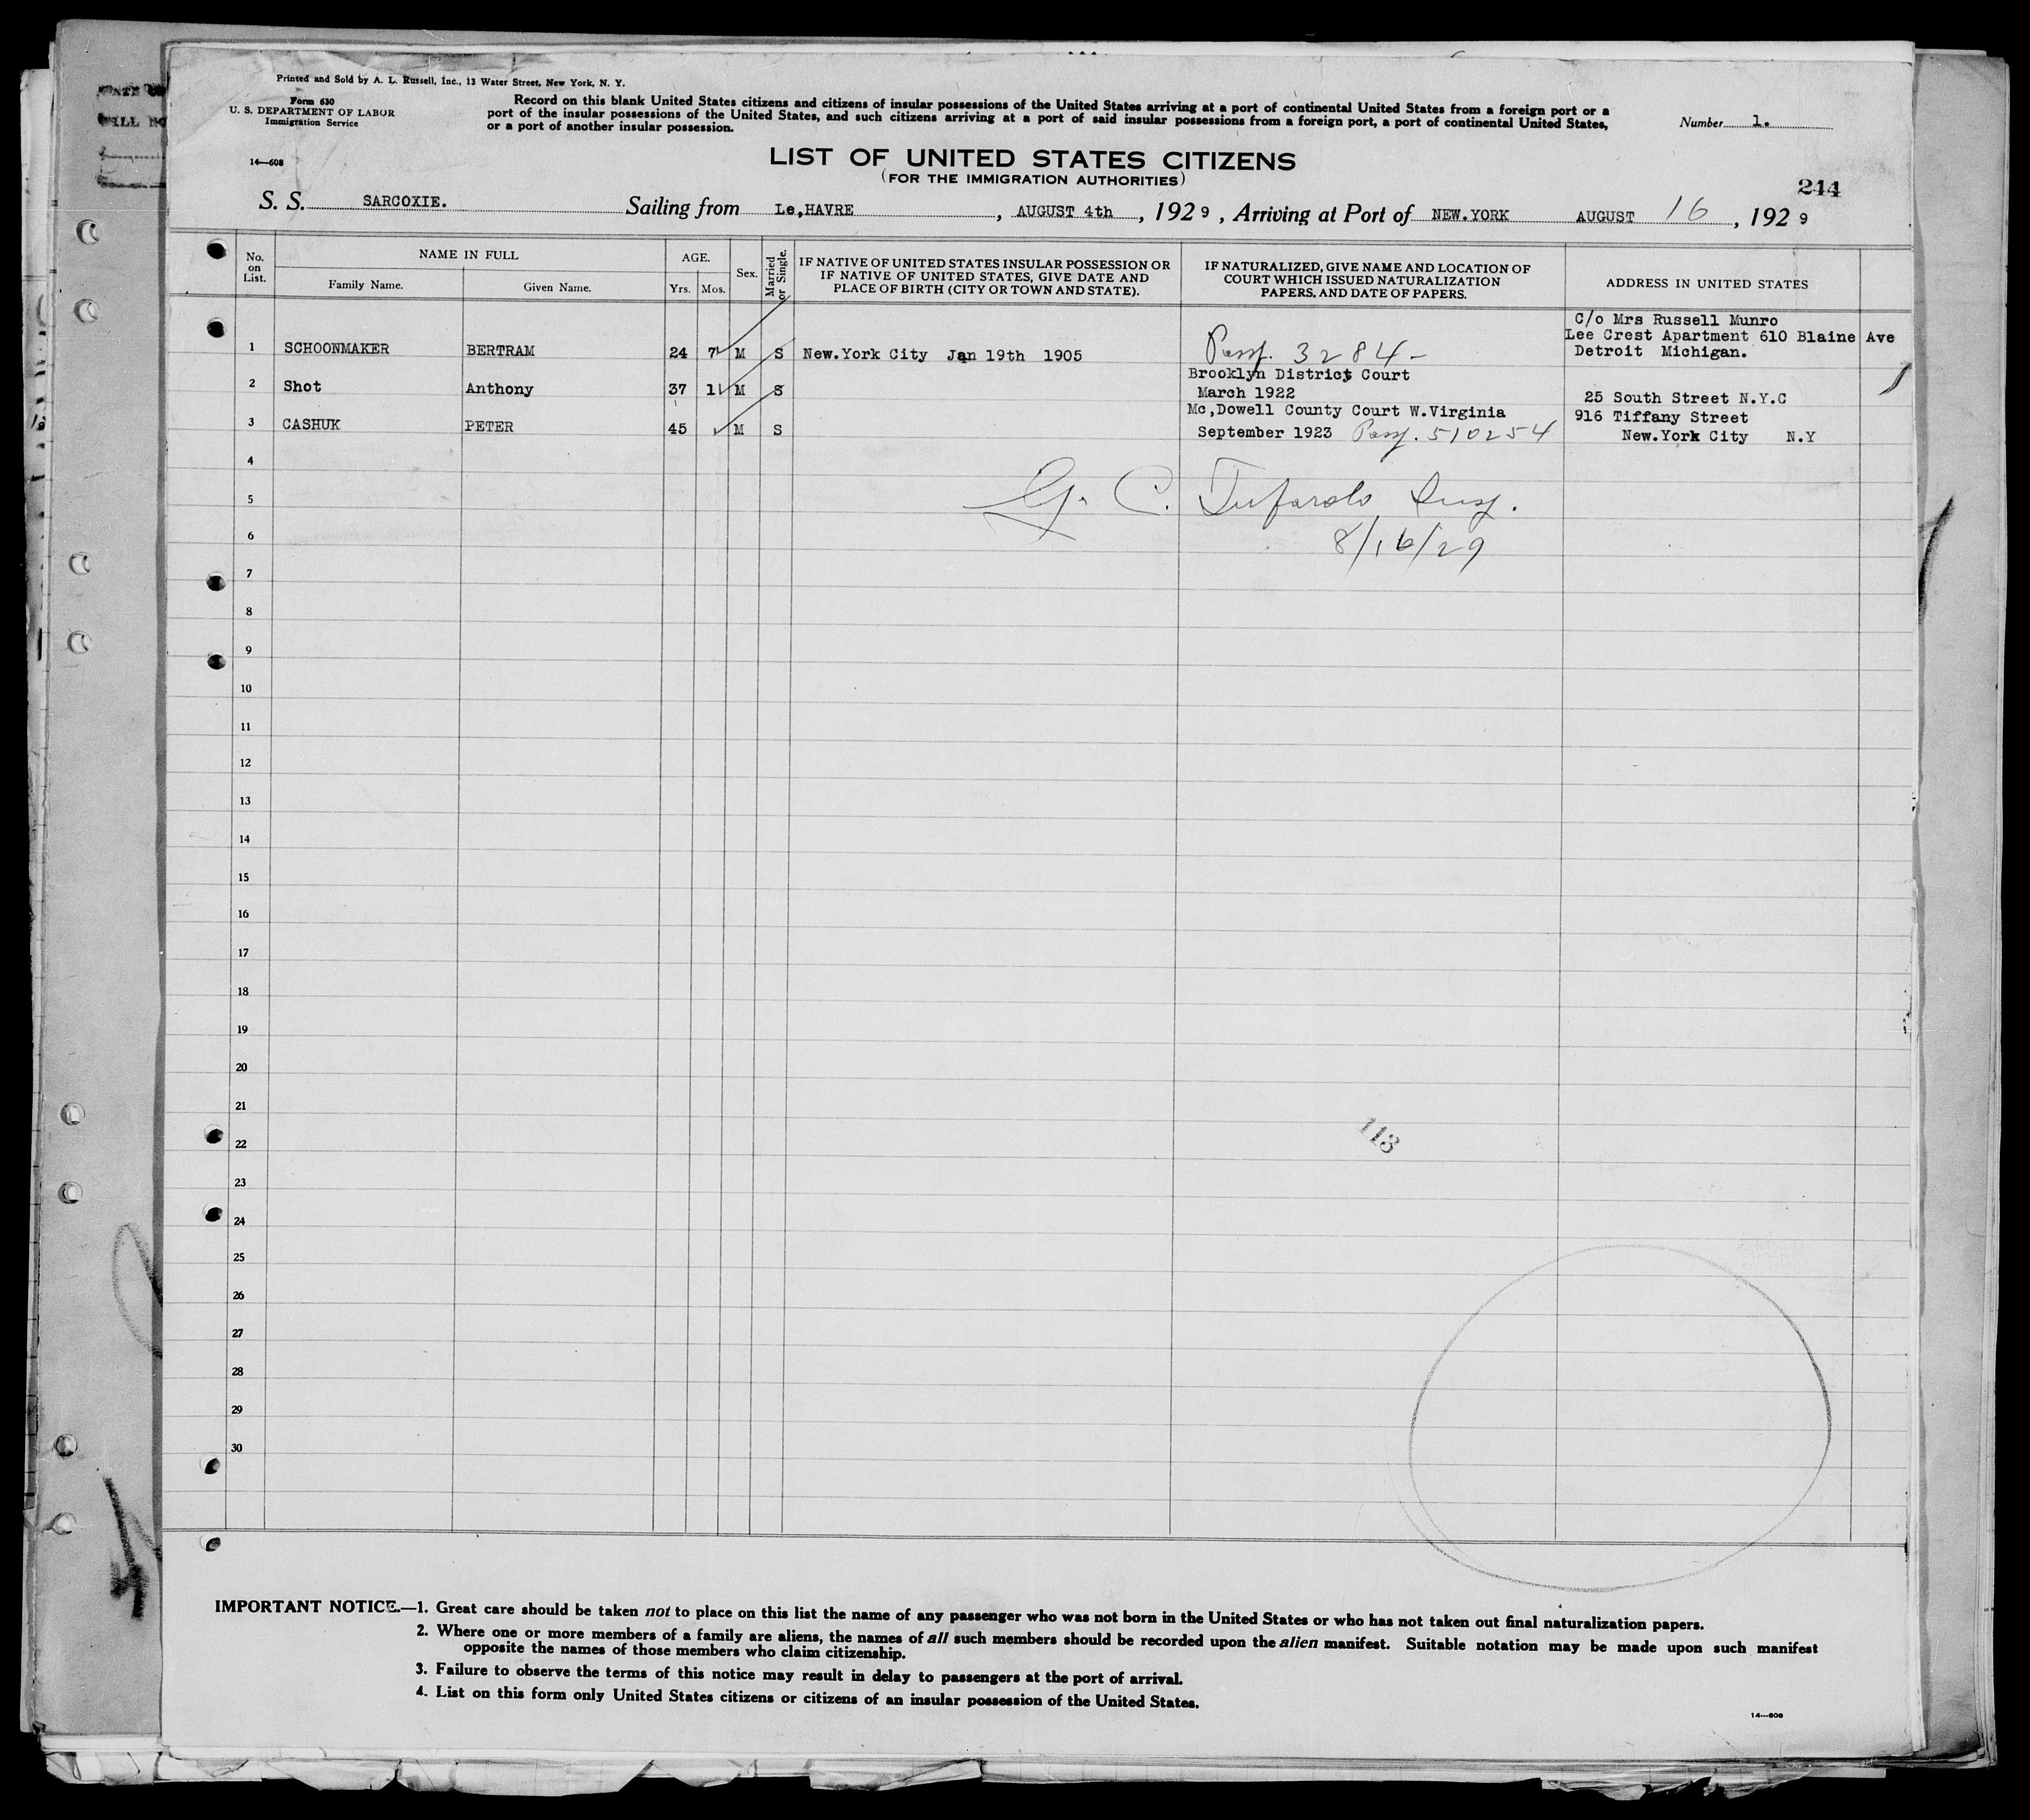 Printed and Sold by A. L. Russell, Inc., 13 Water Street, New York, N. Y.
Form 630
U. S. DEPARTMENT OF LABOR
Immigration Service
14—608
Record on this blank United States citizens and citizens of insular possessions of the United States arriving at a port of continental United States from a foreign port or a
port of the insular possessions of the United States, and such citizens arriving at a port of said insular possessions from a foreign port, a port of continental United States,
or a port of another insular possession.
Number 1.
LIST OF UNITED STATES CITIZENS
(FOR THE IMMIGRATION AUTHORITIES)
244
S. S. SARCOXIE. Sailing from Le,HAVRE, AUGUST 4th, 1929, Arriving at Port of NEW.YORK AUGUST 16, 1929
No. on List.
NAME IN FULL
Family Name.
Given Name.
AGE.
Yrs.
Mos.
Sex.
Married or Single.
IF NATIVE OF UNITED STATES INSULAR POSSESSION OR
IF NATIVE OF UNITED STATES, GIVE DATE AND
PLACE OF BIRTH (CITY OR TOWN AND STATE).
IF NATURALIZED, GIVE NAME AND LOCATION OF
COURT WHICH ISSUED NATURALIZATION
PAPERS, AND DATE OF PAPERS.
ADDRESS IN UNITED STATES
C/o Mrs Russell Munro
Lee Crest Apartment 610 Blaine Ave
1 SCHOONMAKER BERTRAM 24 7 M S New.York City Jan 19th 1905 Passp. 3284- Detroit Michigan.
Brooklyn District Court
2 Shot Anthony 37 1 M S March 1922 25 South Street N.Y.C
Mc,Dowell County Court W.Virginia 916 Tiffany Street
3 CASHUK PETER 45 M S September 1923 Passp. 510254 New.York City N.Y
4
5 G. C. Tufarolo Insp.
6 8/16/29
7
8
9
10
11
12
13
14
15
16
17
18
19
20
21
22 113
23
24
25
26
27
28
29
30
IMPORTANT NOTICE.—1. Great care should be taken not to place on this list the name of any passenger who was not born in the United States or who has not taken out final naturalization papers.
2. Where one or more members of a family are aliens, the names of all such members should be recorded upon the alien manifest. Suitable notation may be made upon such manifest
opposite the names of those members who claim citizenship.
3. Failure to observe the terms of this notice may result in delay to passengers at the port of arrival.
4. List on this form only United States citizens or citizens of an insular possession of the United States.
14—608